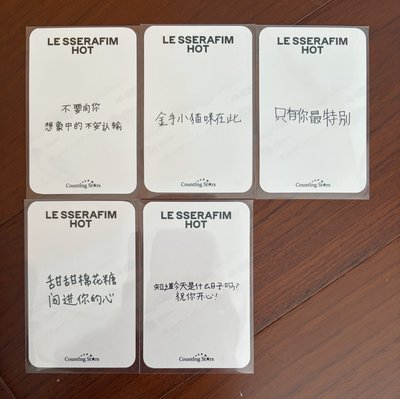 LE SSERAFIM
HOT
不要向你
想象中的不安认输
Counting Stars
LE SSERAFIM
HOT
金手小猫咪在此
Counting Stars
LE SSERAFIM
HOT
只有你最特别
Counting Stars
LE SSERAFIM
HOT
甜甜棉花糖
闯进你的心
Counting Stars
LE SSERAFIM
HOT
知道今天是什么日子吗?
祝你开心!
Counting Stars